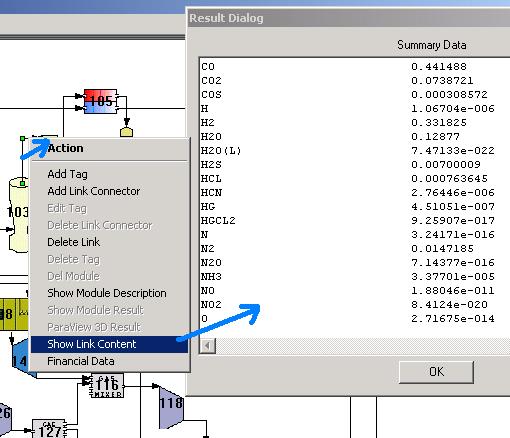 Result Dialog
Summary Data
CO 0.441488
CO2 0.0738721
COS 0.000308572
H 1.06704e-006
H2 0.331825
H2O 0.12877
H2O(L) 7.47133e-022
H2S 0.00700009
HCL 0.000763645
HCN 2.76446e-006
HG 4.51051e-007
HGCL2 9.25907e-017
N 3.24171e-016
N2 0.0147185
N2O 7.14377e-016
NH3 3.37701e-005
NO 1.88046e-011
NO2 8.4124e-020
O 2.71675e-014
OK
105
Action
Add Tag
Add Link Connector
Edit Tag
Delete Link Connector
Delete Link
Delete Tag
Del Module
Show Module Description
Show Module Result
ParaView 3D Result
Show Link Content
Financial Data
103
116
MIXER
118
127